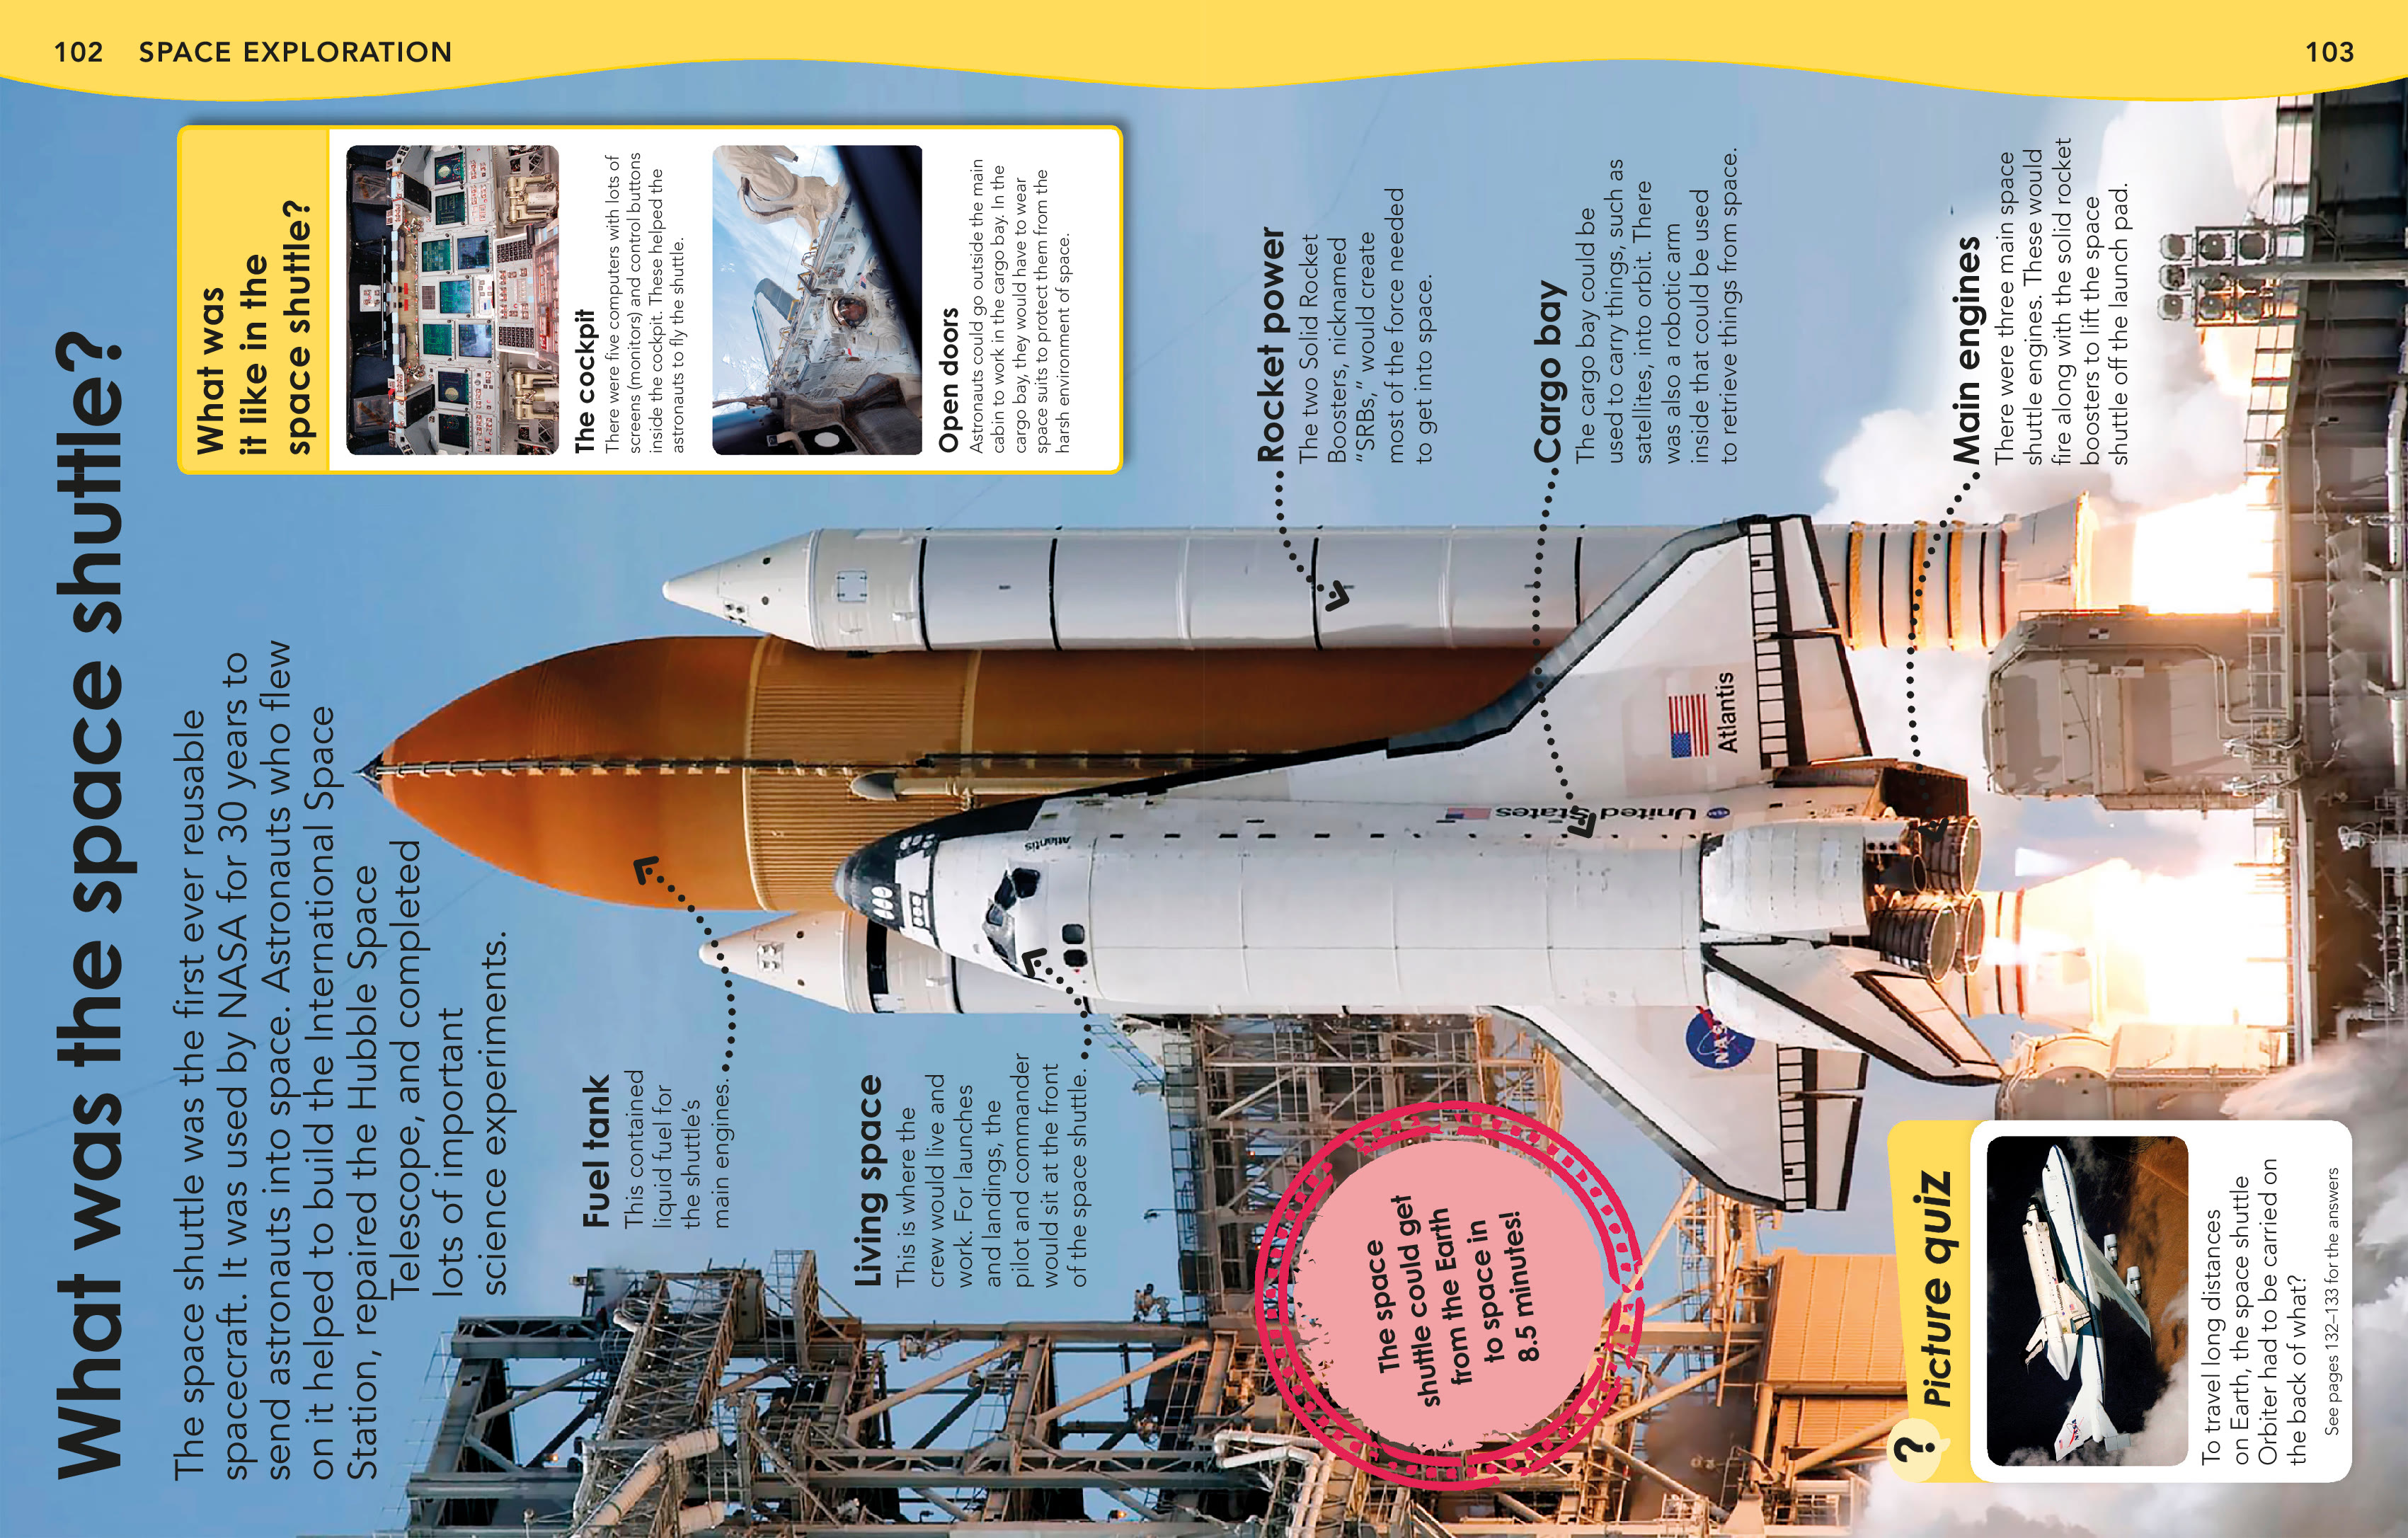 102 SPACE EXPLORATION
103
What was the space shuttle?
The space shuttle was the first ever reusable
spacecraft. It was used by NASA for 30 years to
send astronauts into space. Astronauts who flew
on it helped to build the International Space
Station, repaired the Hubble Space
Telescope, and completed
lots of important
science experiments.
What was
it like in the
space shuttle?
The cockpit
There were five computers with lots of
screens (monitors) and control buttons
inside the cockpit. These helped the
astronauts to fly the shuttle.
Open doors
Astronauts could go outside the main
cabin to work in the cargo bay. In the
cargo bay, they would have to wear
space suits to protect them from the
harsh environment of space.
Fuel tank
This contained
liquid fuel for
the shuttle's
main engines.
Living space
This is where the
crew would live and
work. For launches
and landings, the
pilot and commander
would sit at the front
of the space shuttle.
Rocket power
The two Solid Rocket
Boosters, nicknamed
“SRBs,” would create
most of the force needed
to get into space.
Cargo bay
The cargo bay could be
used to carry things, such as
satellites, into orbit. There
was also a robotic arm
inside that could be used
to retrieve things from space.
Main engines
There were three main space
shuttle engines. These would
fire along with the solid rocket
boosters to lift the space
shuttle off the launch pad.
Atlantis
United States
Atlantis
NASA
The space
shuttle could get
from the Earth
to space in
8.5 minutes!
? Picture quiz
To travel long distances
on Earth, the space shuttle
Orbiter had to be carried on
the back of what?
See pages 132–133 for the answers